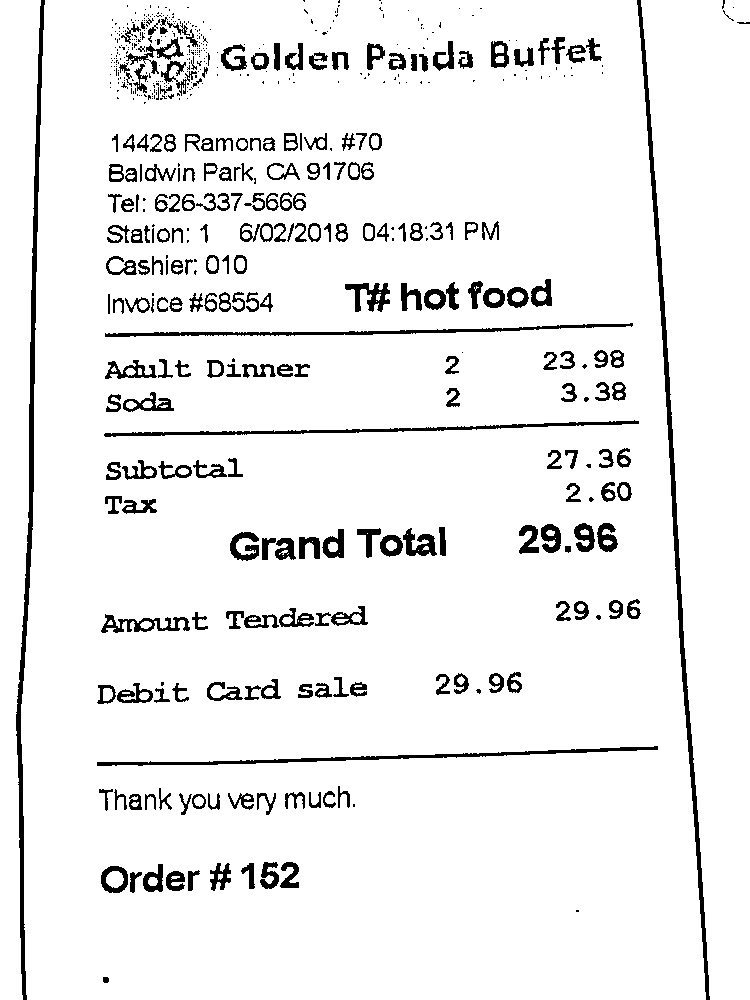 Golden Panda Buffet
14428 Ramona Blvd. #70
Baldwin Park, CA 91706
Tel: 626-337-5666
Station: 1 6/02/2018 04:18:31 PM
Cashier: 010
Invoice #68554 T# hot food
Adult Dinner 2 23.98
Soda 2 3.38
Subtotal 27.36
Tax 2.60
Grand Total 29.96
Amount Tendered 29.96
Debit Card sale 29.96
Thank you very much.
Order # 152